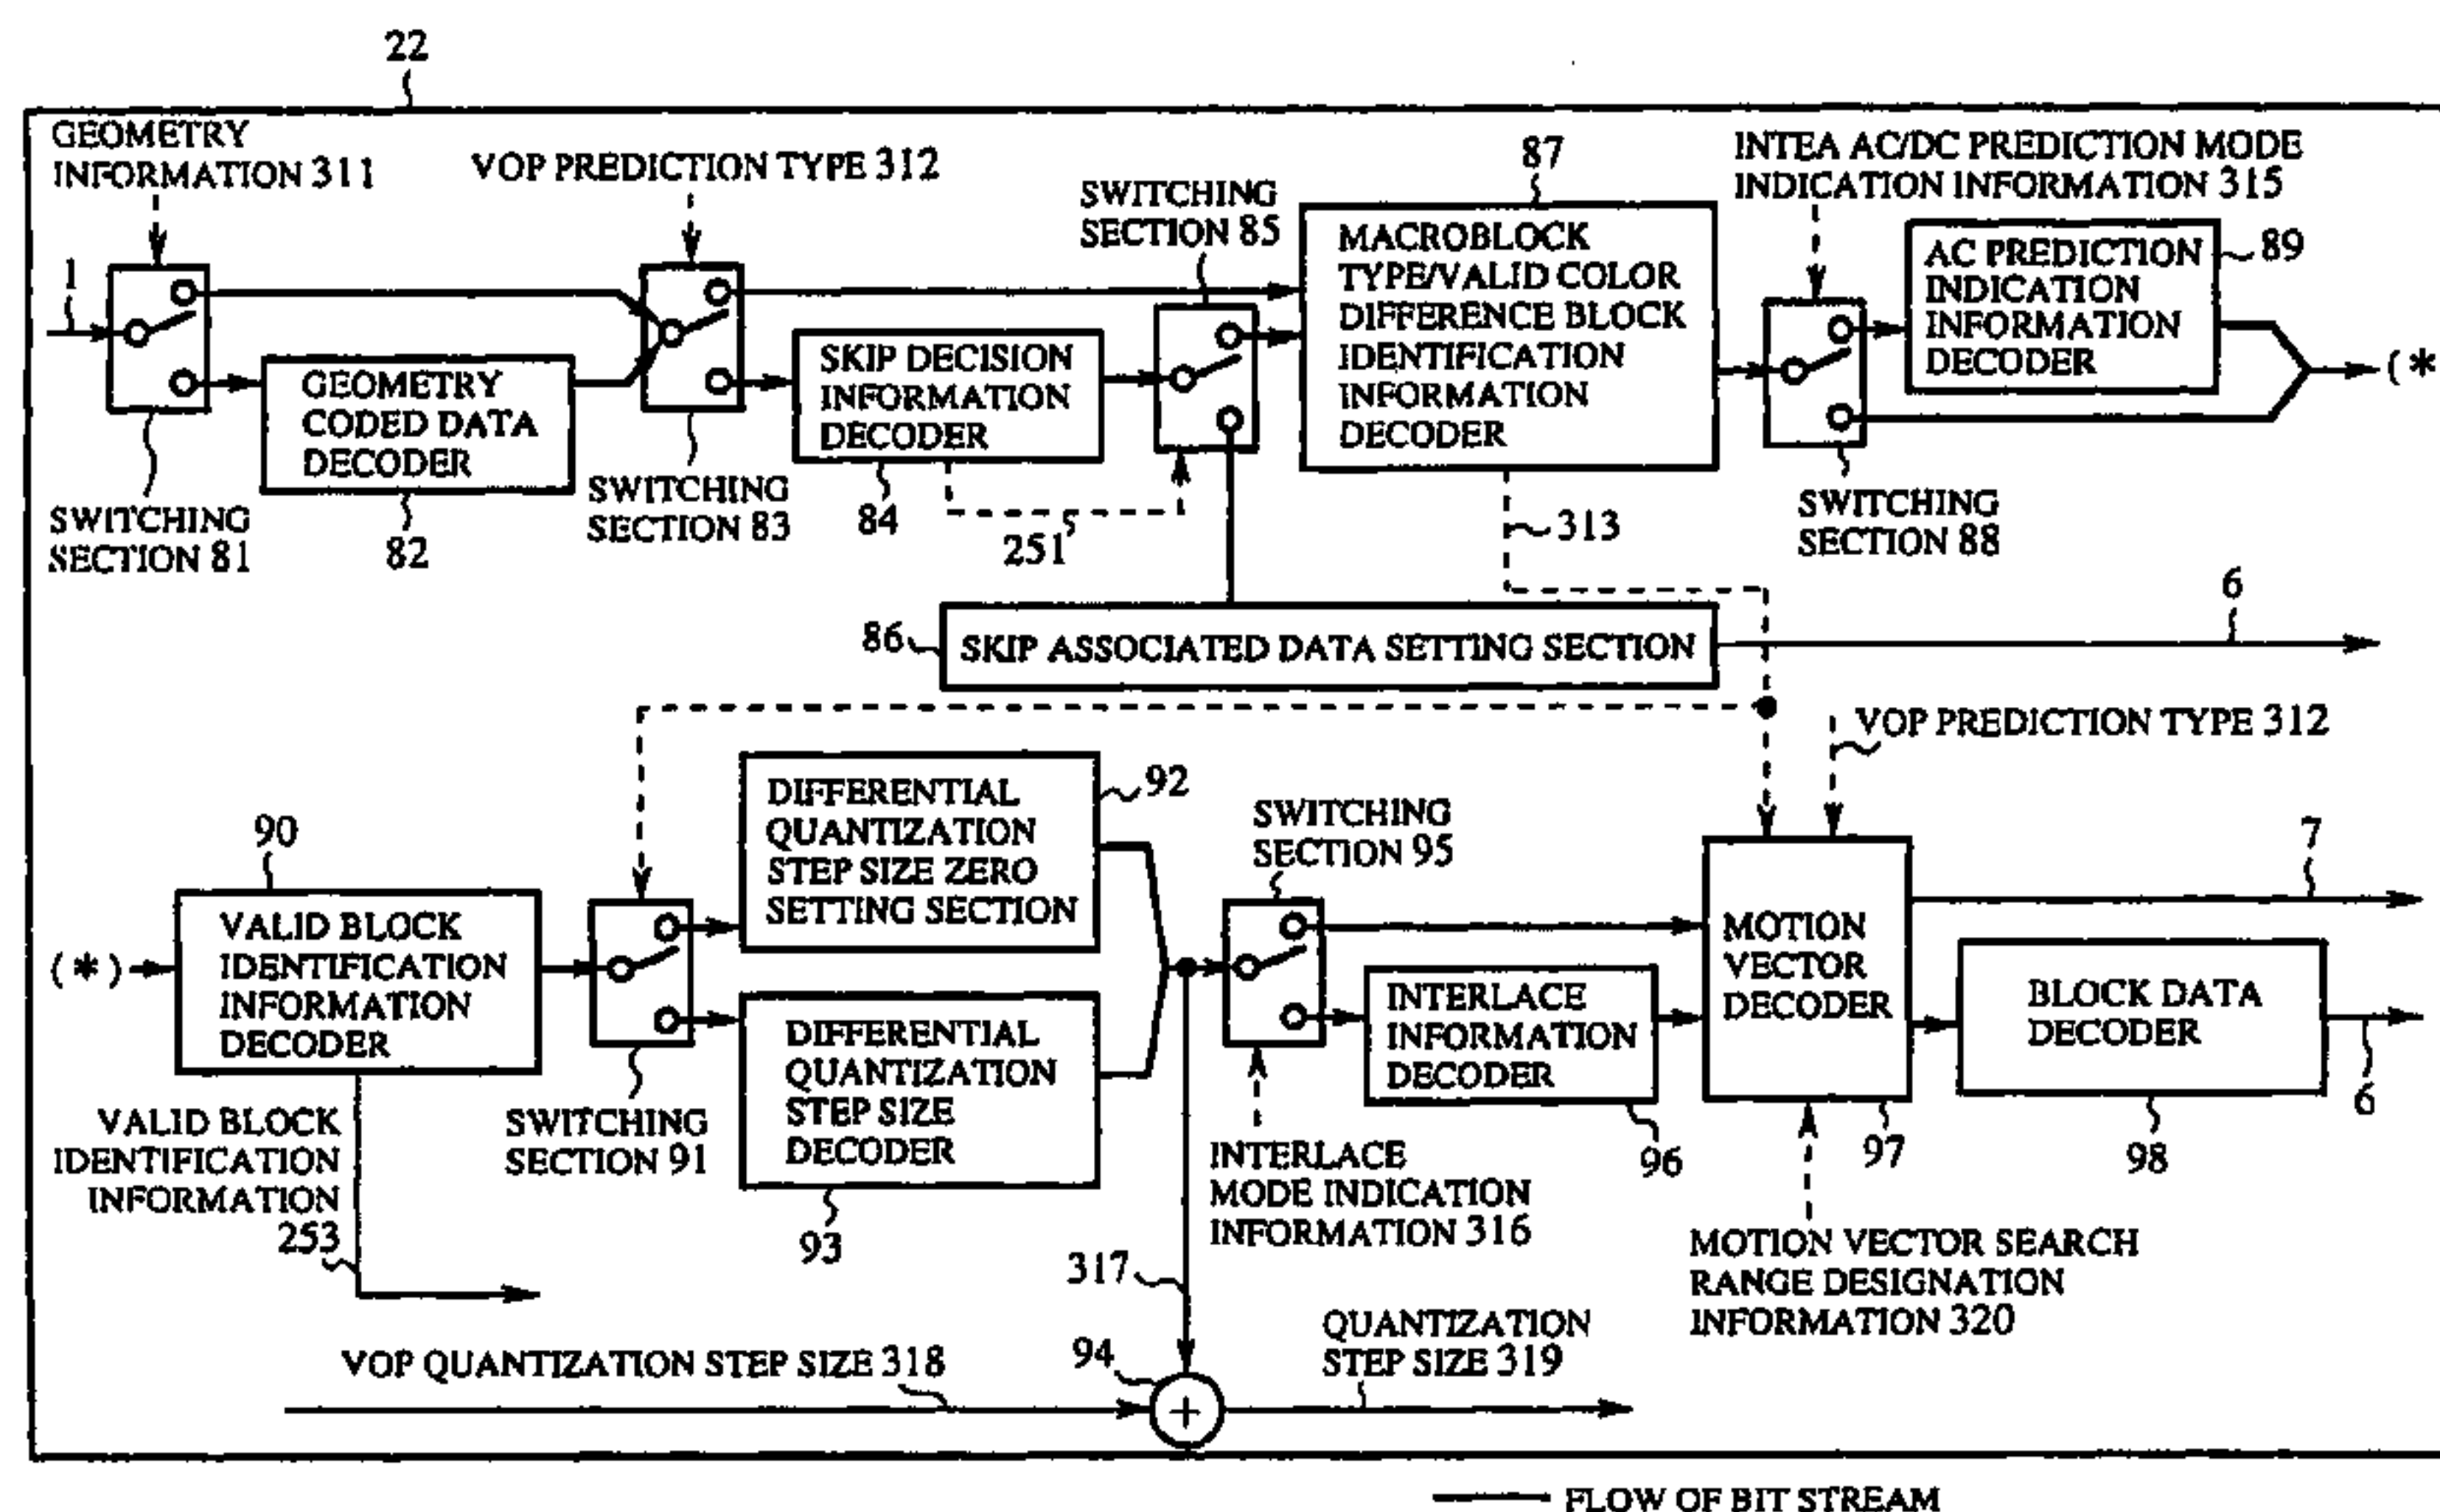 22
GEOMETRY
INFORMATION 311
VOP PREDICTION TYPE 312
SWITCHING
SECTION 85
87
INTEA AC/DC PREDICTION MODE
INDICATION INFORMATION 315
1
MACROBLOCK
TYPE/VALID COLOR
DIFFERENCE BLOCK
IDENTIFICATION
INFORMATION
DECODER
AC PREDICTION
INDICATION
INFORMATION
DECODER
89
GEOMETRY
CODED DATA
DECODER
SKIP DECISION
INFORMATION
DECODER
(*
SWITCHING
SECTION 81
82
SWITCHING
SECTION 83
84
251
313
SWITCHING
SECTION 88
86
SKIP ASSOCIATED DATA SETTING SECTION
6
VOP PREDICTION TYPE 312
90
DIFFERENTIAL
QUANTIZATION
STEP SIZE ZERO
SETTING SECTION
92
SWITCHING
SECTION 95
7
(*)
VALID BLOCK
IDENTIFICATION
INFORMATION
DECODER
DIFFERENTIAL
QUANTIZATION
STEP SIZE
DECODER
INTERLACE
INFORMATION
DECODER
MOTION
VECTOR
DECODER
BLOCK DATA
DECODER
6
VALID BLOCK
IDENTIFICATION
INFORMATION
253
SWITCHING
SECTION 91
93
INTERLACE
MODE INDICATION
INFORMATION 316
96
97
98
317
MOTION VECTOR SEARCH
RANGE DESIGNATION
INFORMATION 320
VOP QUANTIZATION STEP SIZE 318
94
+
QUANTIZATION
STEP SIZE 319
FLOW OF BIT STREAM